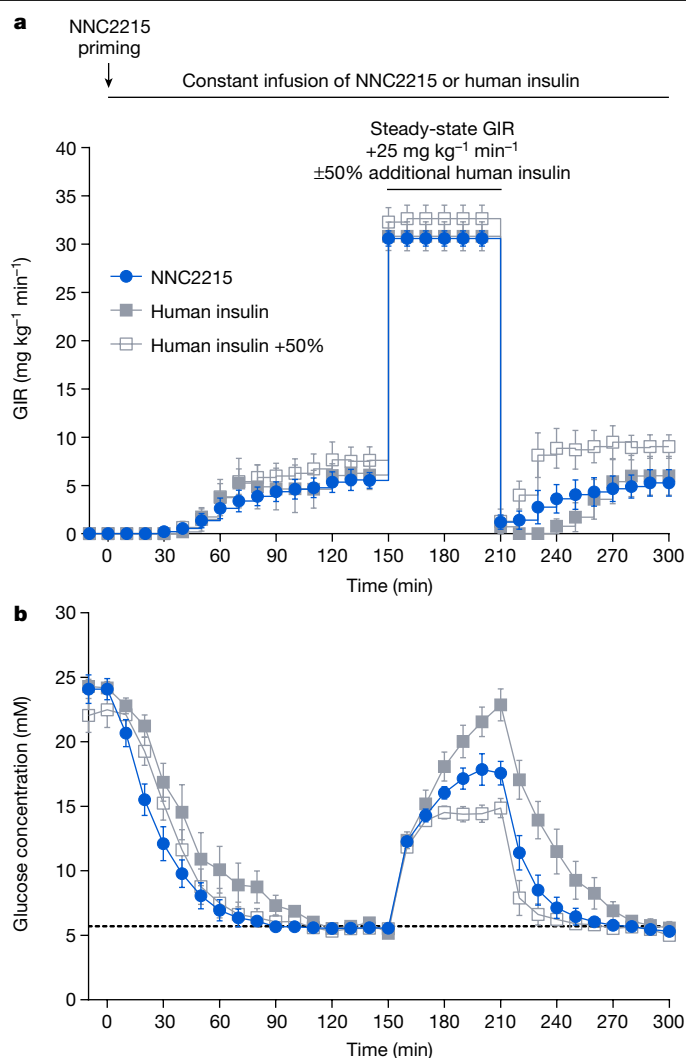 a
NNC2215
priming
Constant infusion of NNC2215 or human insulin
Steady-state GIR
+25 mg kg⁻¹ min⁻¹
±50% additional human insulin
40
35
30
25
20
15
10
5
0
GIR (mg kg⁻¹ min⁻¹)
NNC2215
Human insulin
Human insulin +50%
0 30 60 90 120 150 180 210 240 270 300
Time (min)
b
30
25
20
15
10
5
0
Glucose concentration (mM)
0 30 60 90 120 150 180 210 240 270 300
Time (min)